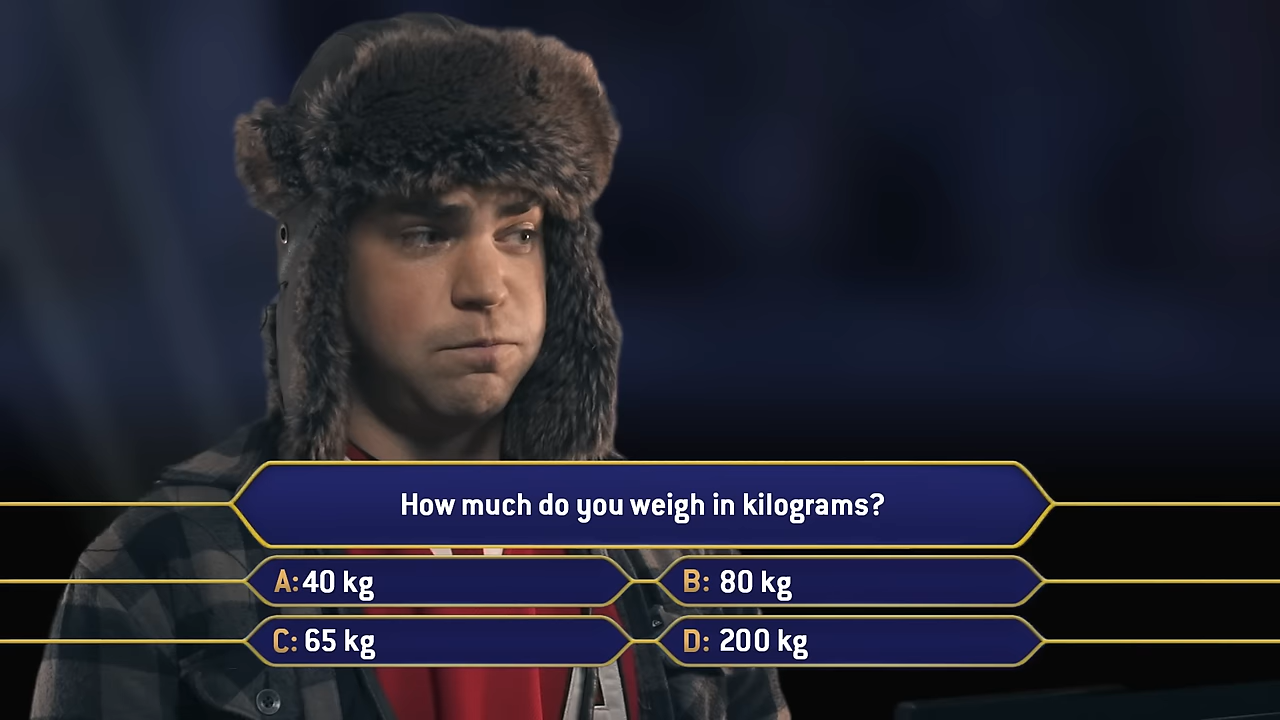 How much do you weigh in kilograms?
A: 40 kg
B: 80 kg
C: 65 kg
D: 200 kg